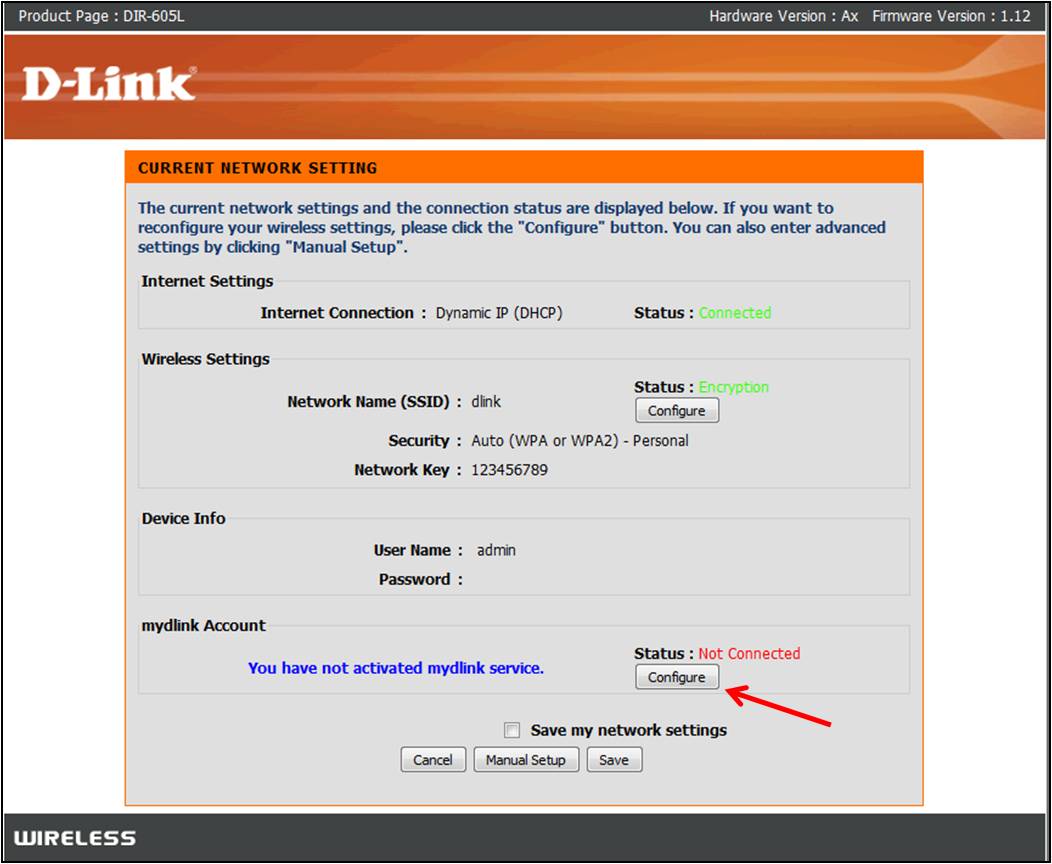 Product Page : DIR-605L Hardware Version : Ax Firmware Version : 1.12
D-Link®
CURRENT NETWORK SETTING
The current network settings and the connection status are displayed below. If you want to
reconfigure your wireless settings, please click the "Configure" button. You can also enter advanced
settings by clicking "Manual Setup".
Internet Settings
Internet Connection : Dynamic IP (DHCP) Status : Connected
Wireless Settings
Status : Encryption
Network Name (SSID) : dlink
Configure
Security : Auto (WPA or WPA2) - Personal
Network Key : 123456789
Device Info
User Name : admin
Password :
mydlink Account
Status : Not Connected
You have not activated mydlink service.
Configure
Save my network settings
Cancel Manual Setup Save
WIRELESS